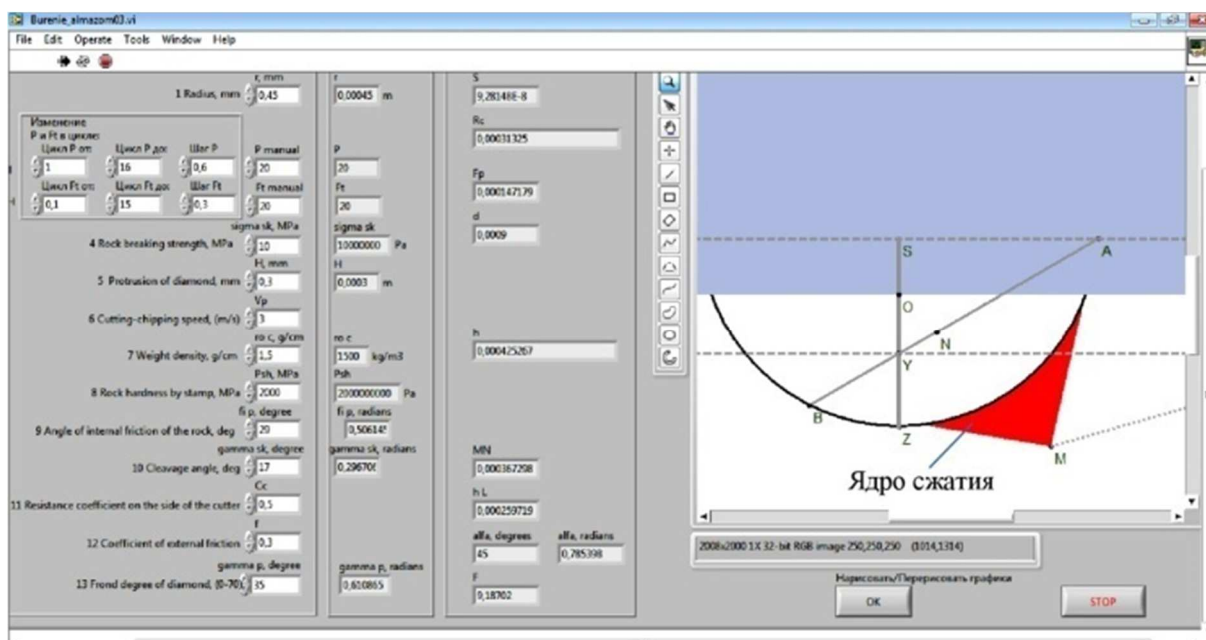 Burenie_almazom03.vi
File Edit Operate Tools Window Help
r, mm
1 Radius, mm 0,45
Изменение
P и Ft в цикле:
Цикл P от: Цикл P до: Шаг P P manual
1 16 0,6 20
Цикл Ft от: Цикл Ft до: Шаг Ft Ft manual
0,1 15 0,3 20
sigma sk, MPa
4 Rock breaking strength, MPa 10
H, mm
5 Protrusion of diamond, mm 0,3
Vp
6 Cutting-chipping speed, (m/s) 3
ro c, g/cm
7 Weight density, g/cm 1,5
Psh, MPa
8 Rock hardness by stamp, MPa 2000
fi p, degree
9 Angle of internal friction of the rock, deg 29
gamma sk, degree
10 Cleavage angle, deg 17
Cc
11 Resistance coefficient on the side of the cutter 0,5
f
12 Coefficient of external friction 0,3
gamma p, degree
13 Frond degree of diamond, (0-70), 35
r
0,00045 m
P
20
Ft
20
sigma sk
10000000 Pa
H
0,0003 m
ro c
1500 kg/m3
Psh
2000000000 Pa
fi p, radians
0,50614
gamma sk, radians
0,29670
gamma p, radians
0,610865
S
9,28148E-8
Rc
0,00031325
Fp
0,000147179
d
0,0009
h
0,000425267
MN
0,000367298
h L
0,000259719
alfa, degrees alfa, radians
45 0,785398
F
9,18702
S
A
O
N
Y
B
Z
M
Ядро сжатия
2008x2000 1X 32-bit RGB image 250,250,250 (1014,1314)
Нарисовать/Перерисовать графики
OK STOP